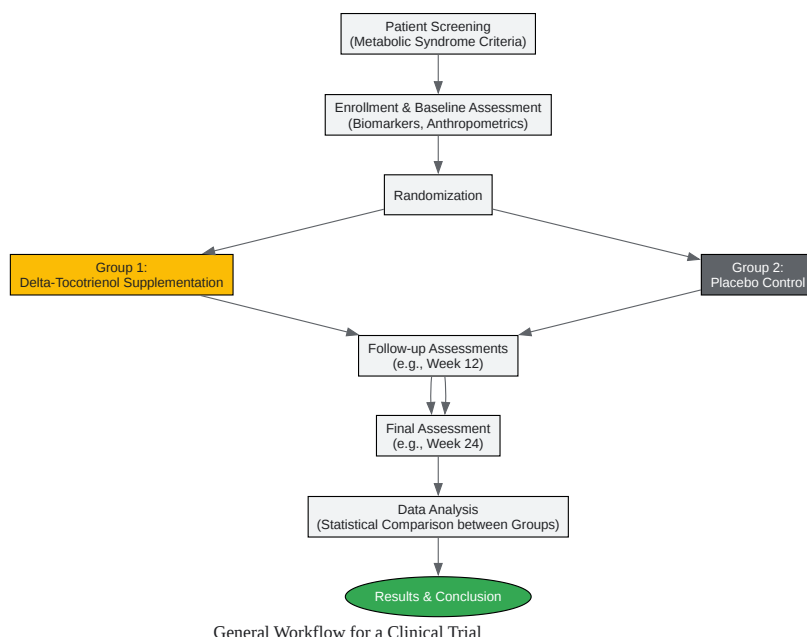 Patient Screening
(Metabolic Syndrome Criteria)
Enrollment & Baseline Assessment
(Biomarkers, Anthropometrics)
Randomization
Group 1:
Delta-Tocotrienol Supplementation
Group 2:
Placebo Control
Follow-up Assessments
(e.g., Week 12)
Final Assessment
(e.g., Week 24)
Data Analysis
(Statistical Comparison between Groups)
Results & Conclusion
General Workflow for a Clinical Trial